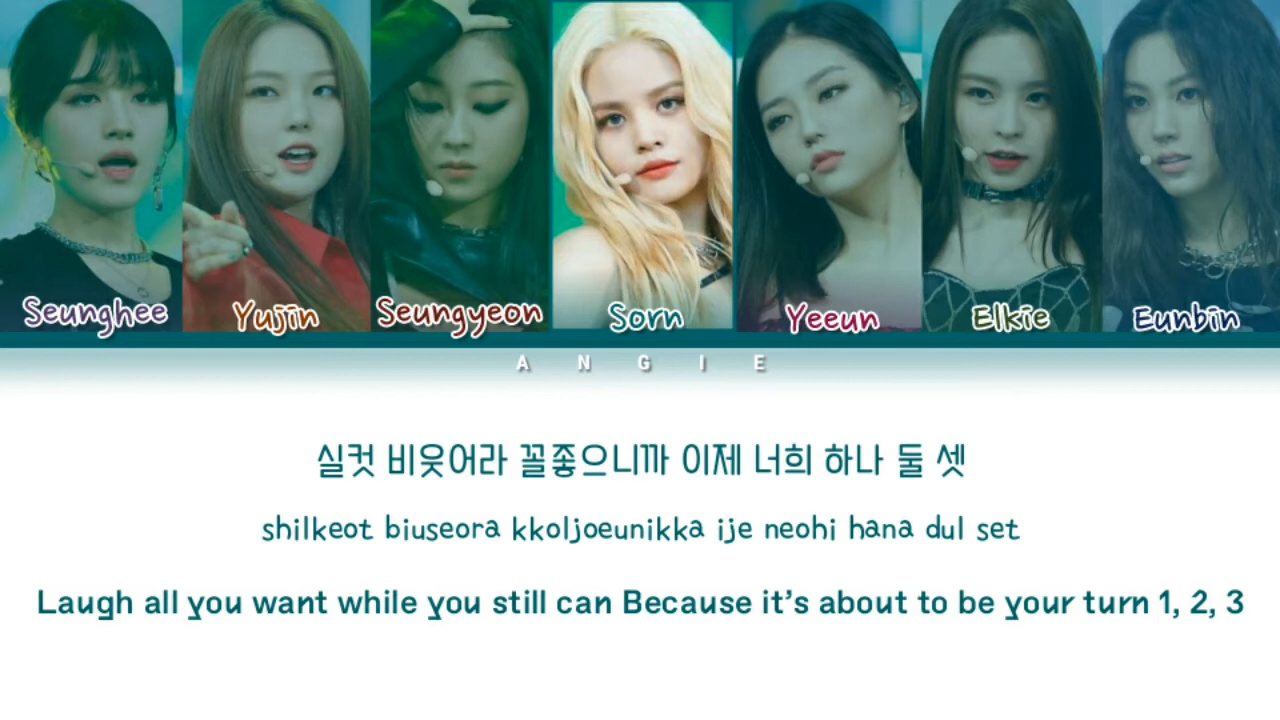 Seunghee Yujin Seungyeon Sorn Yeeun Elkie Eunbin
A N G I E
실컷 비웃어라 꼴좋으니까 이제 너희 하나 둘 셋
shilkeot biuseora kkoljoeunikka ije neohi hana dul set
Laugh all you want while you still can Because it’s about to be your turn 1, 2, 3